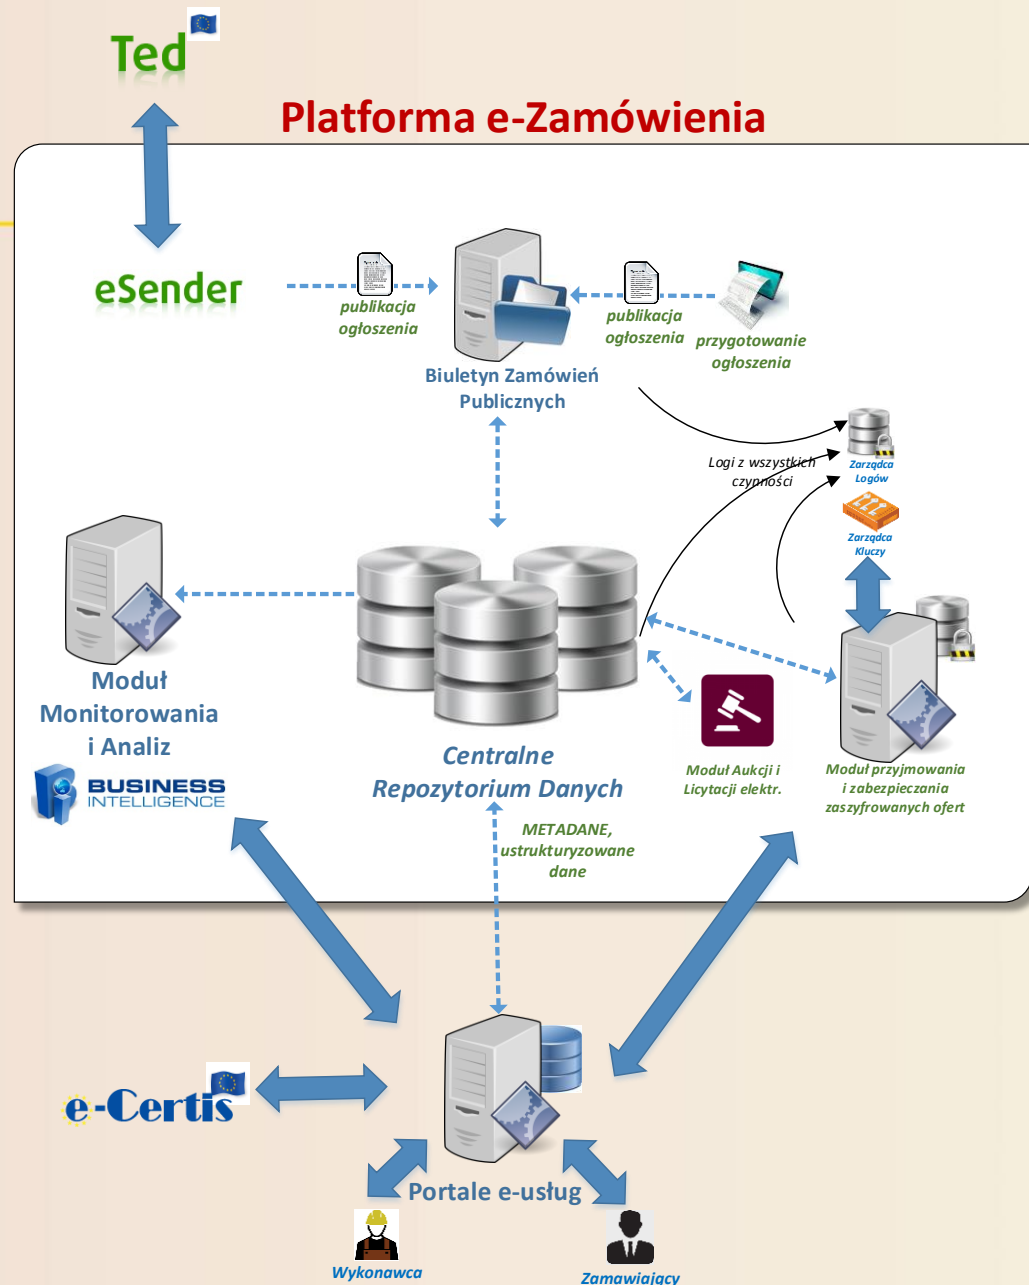 Ted
Platforma e-Zamówienia
eSender
publikacja
ogłoszenia
publikacja
ogłoszenia
przygotowanie
ogłoszenia
Biuletyn Zamówień
Publicznych
Logi z wszystkich
czynności
Zarządca
Logów
Zarządca
Kluczy
Moduł
Monitorowania
i Analiz
BUSINESS
INTELLIGENCE
Centralne
Repozytorium Danych
Moduł Aukcji i
Licytacji elektr.
Moduł przyjmowania
i zabezpieczania
zaszyfrowanych ofert
METADANE,
ustrukturyzowane
dane
e-Certis
Portale e-usług
Wykonawca
Zamawiający